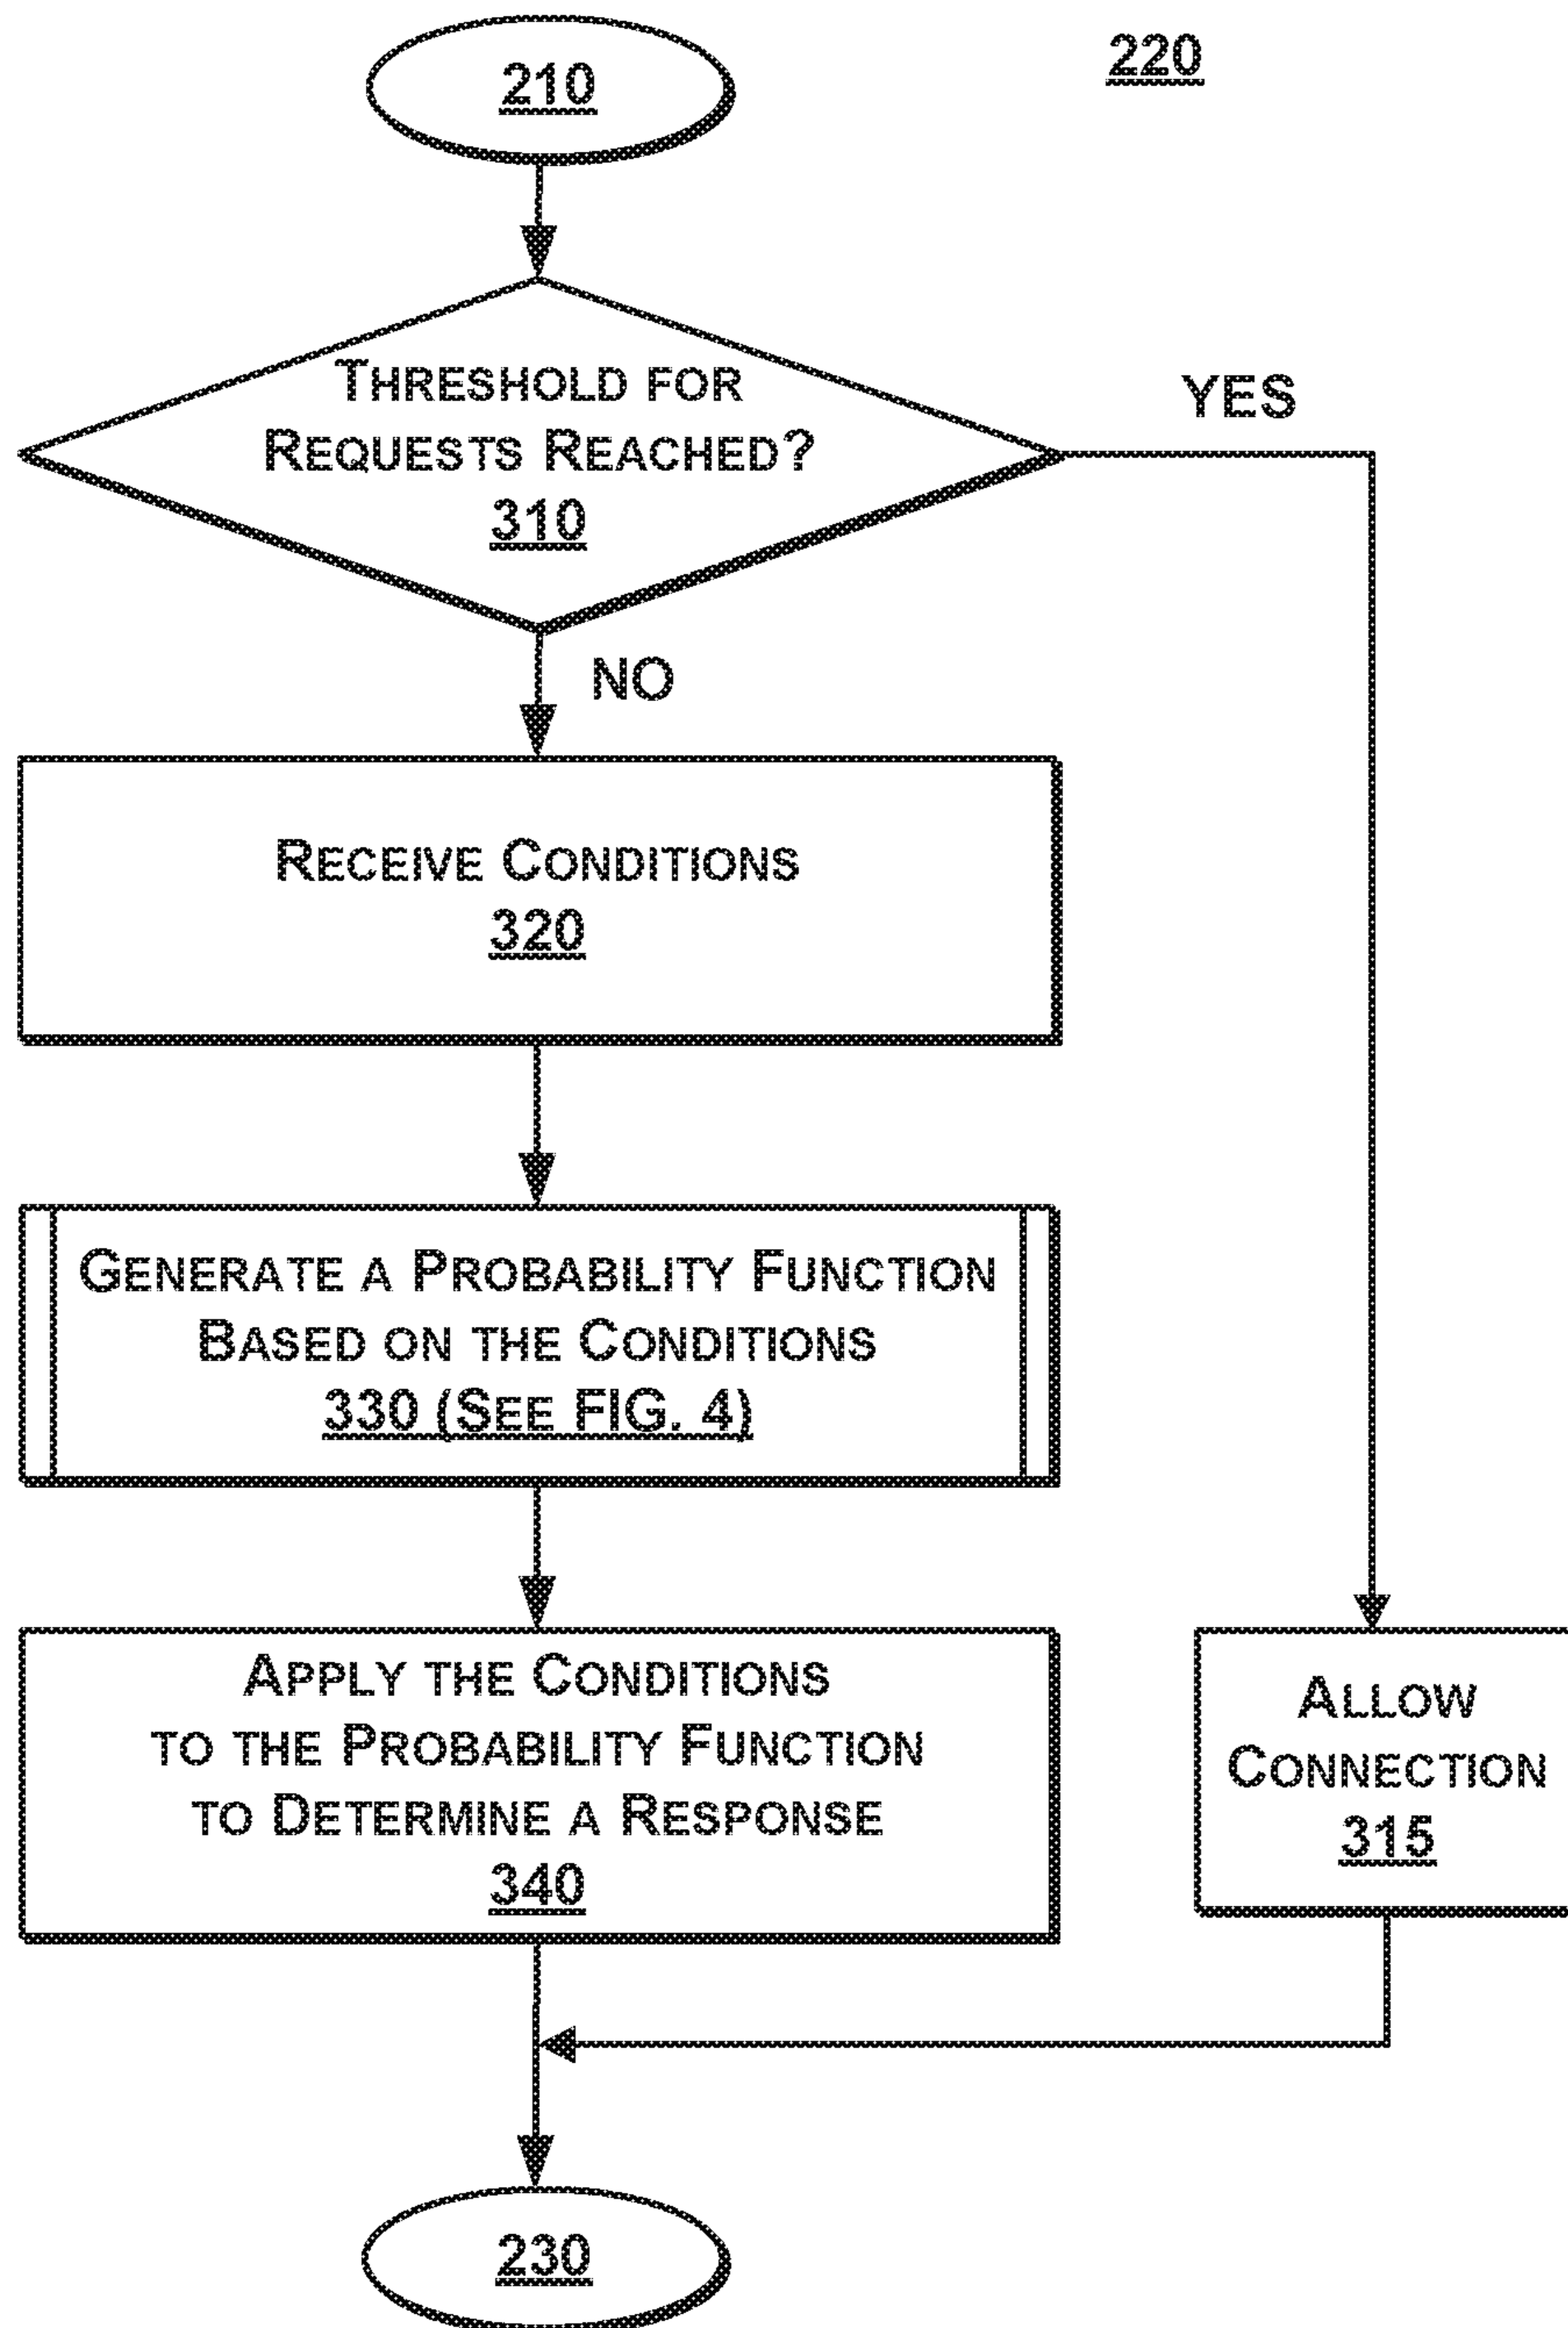 210
220
THRESHOLD FOR
REQUESTS REACHED?
310
YES
NO
RECEIVE CONDITIONS
320
GENERATE A PROBABILITY FUNCTION
BASED ON THE CONDITIONS
330 (SEE FIG. 4)
APPLY THE CONDITIONS
TO THE PROBABILITY FUNCTION
TO DETERMINE A RESPONSE
340
ALLOW
CONNECTION
315
230